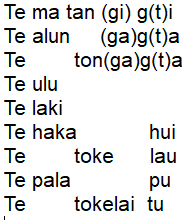 Te ma tan (gi) g(t)i
Te alun (ga)g(t)a
Te ton(ga)g(t)a
Te ulu
Te laki
Te haka hui
Te toke lau
Te pala pu
Te tokelai tu